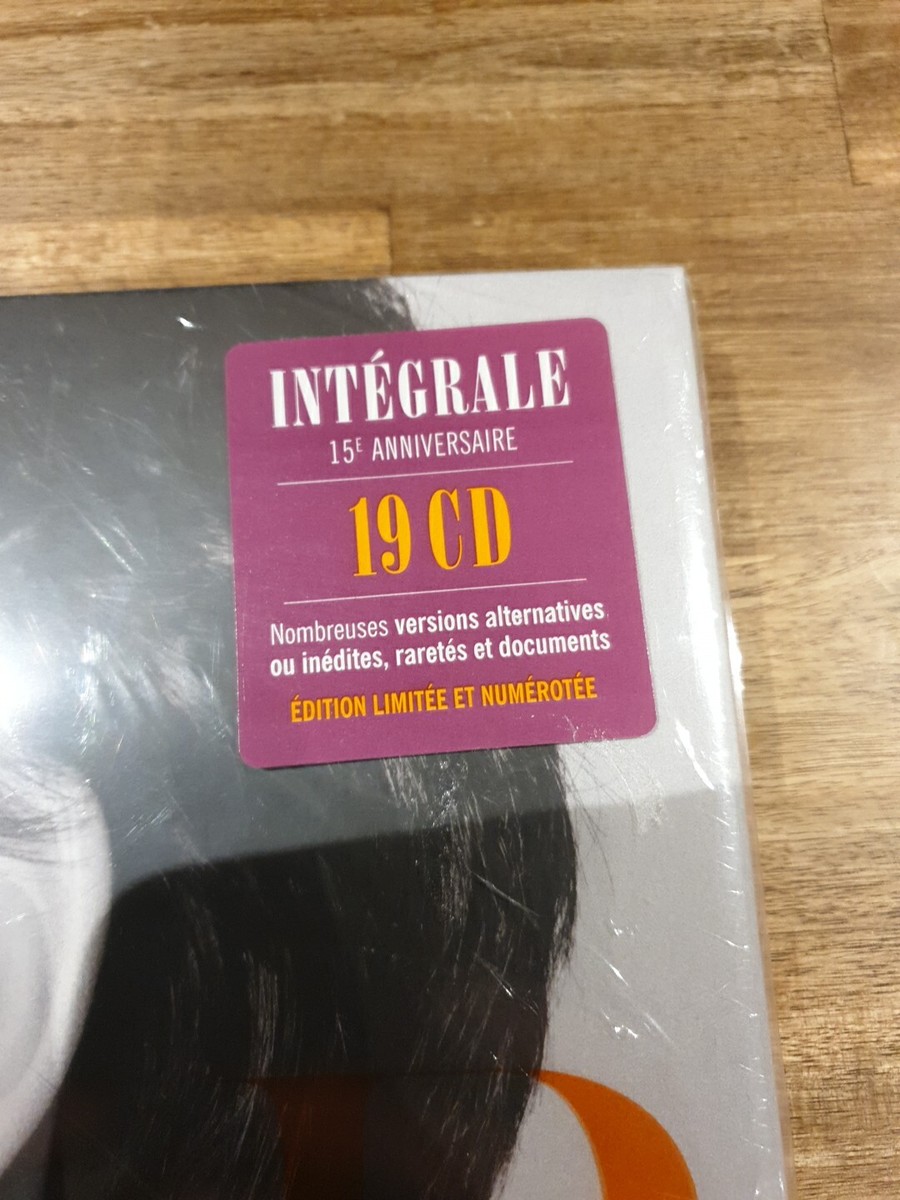 INTÉGRALE
15E ANNIVERSAIRE
19 CD
Nombreuses versions alternatives
ou inédites, raretés et documents
ÉDITION LIMITÉE ET NUMÉROTÉE